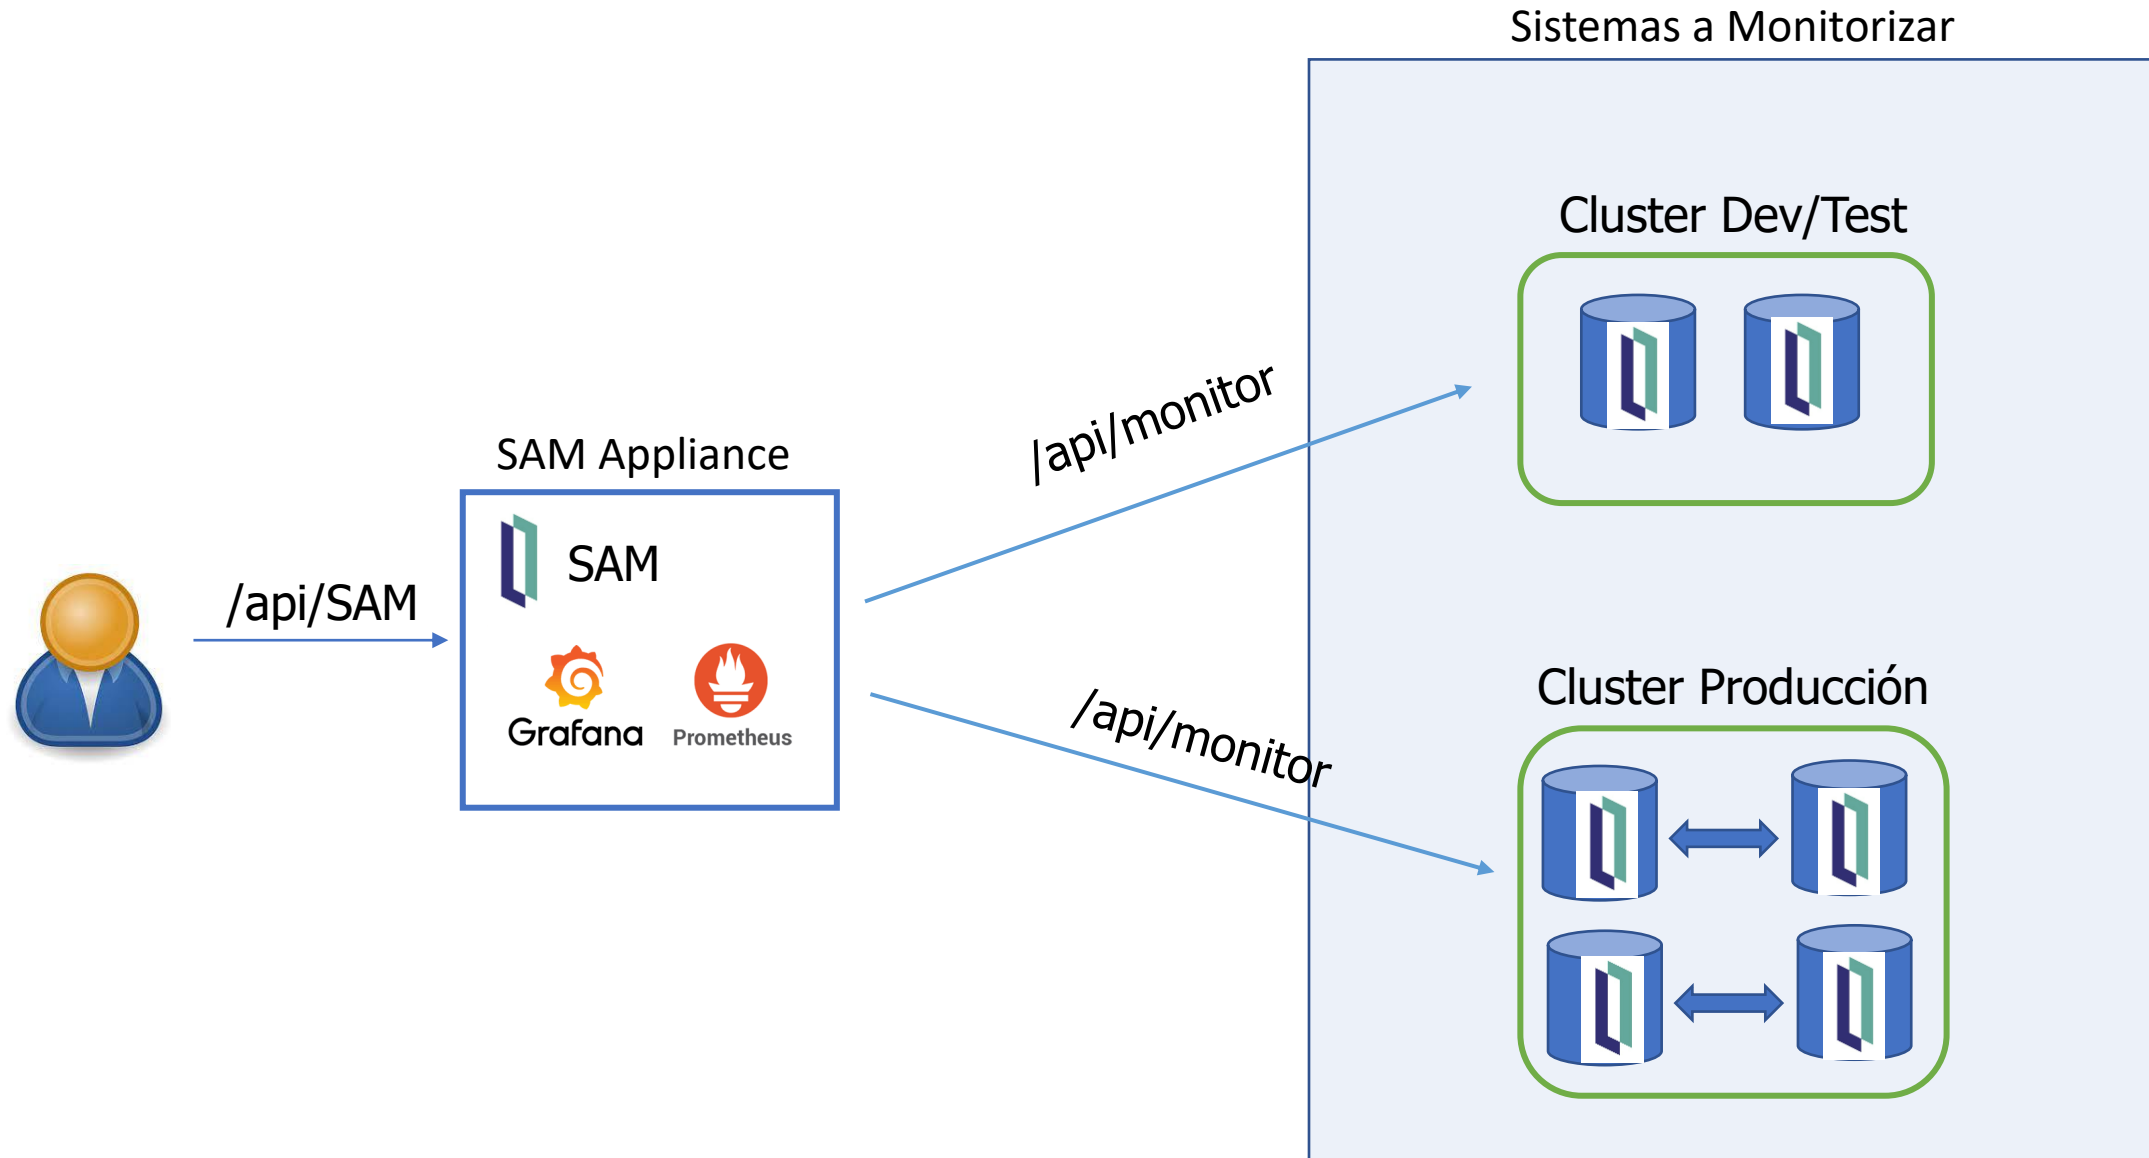 Sistemas a Monitorizar
Cluster Dev/Test
/api/monitor
SAM Appliance
SAM
/api/SAM
Grafana
Prometheus
/api/monitor
Cluster Producción